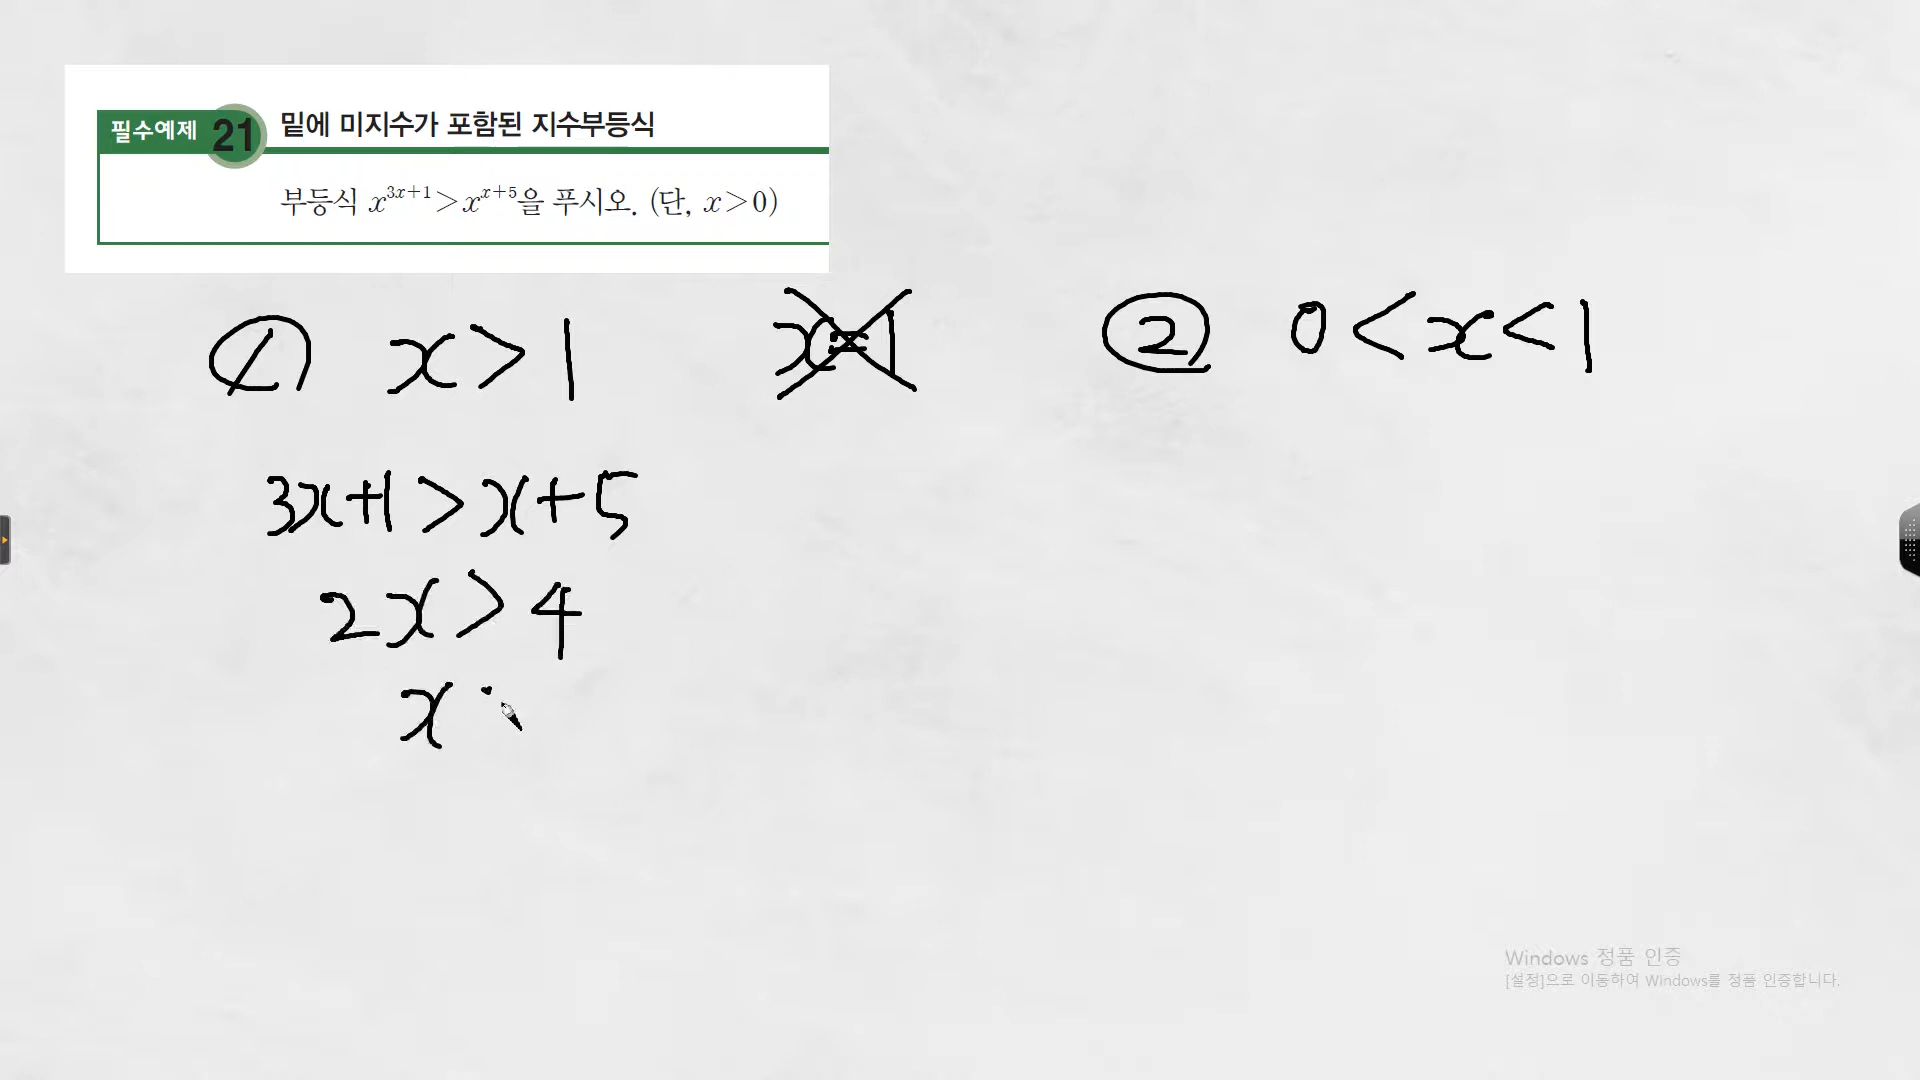 필수예제 21 밑에 미지수가 포함된 지수부등식
부등식 x^{3x+1}>x^{x+5}을 푸시오. (단, x>0)
① x>1
x=1
② 0<x<1
3x+1>x+5
2x>4
x
Windows 정품 인증
[설정]으로 이동하여 Windows를 정품 인증합니다.